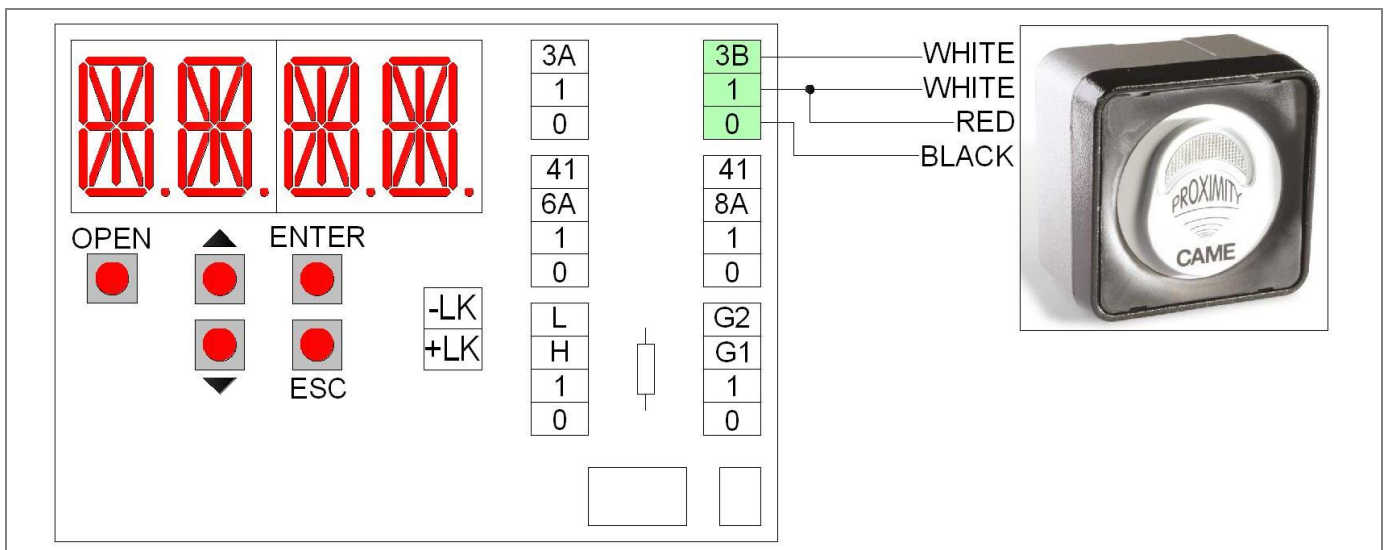 3A
1
0
3B
1
0
WHITE
WHITE
RED
BLACK
41
6A
1
0
41
8A
1
0
OPEN
ENTER
ESC
-LK
+LK
L
H
1
0
G2
G1
1
0
PROXIMITY
CAME